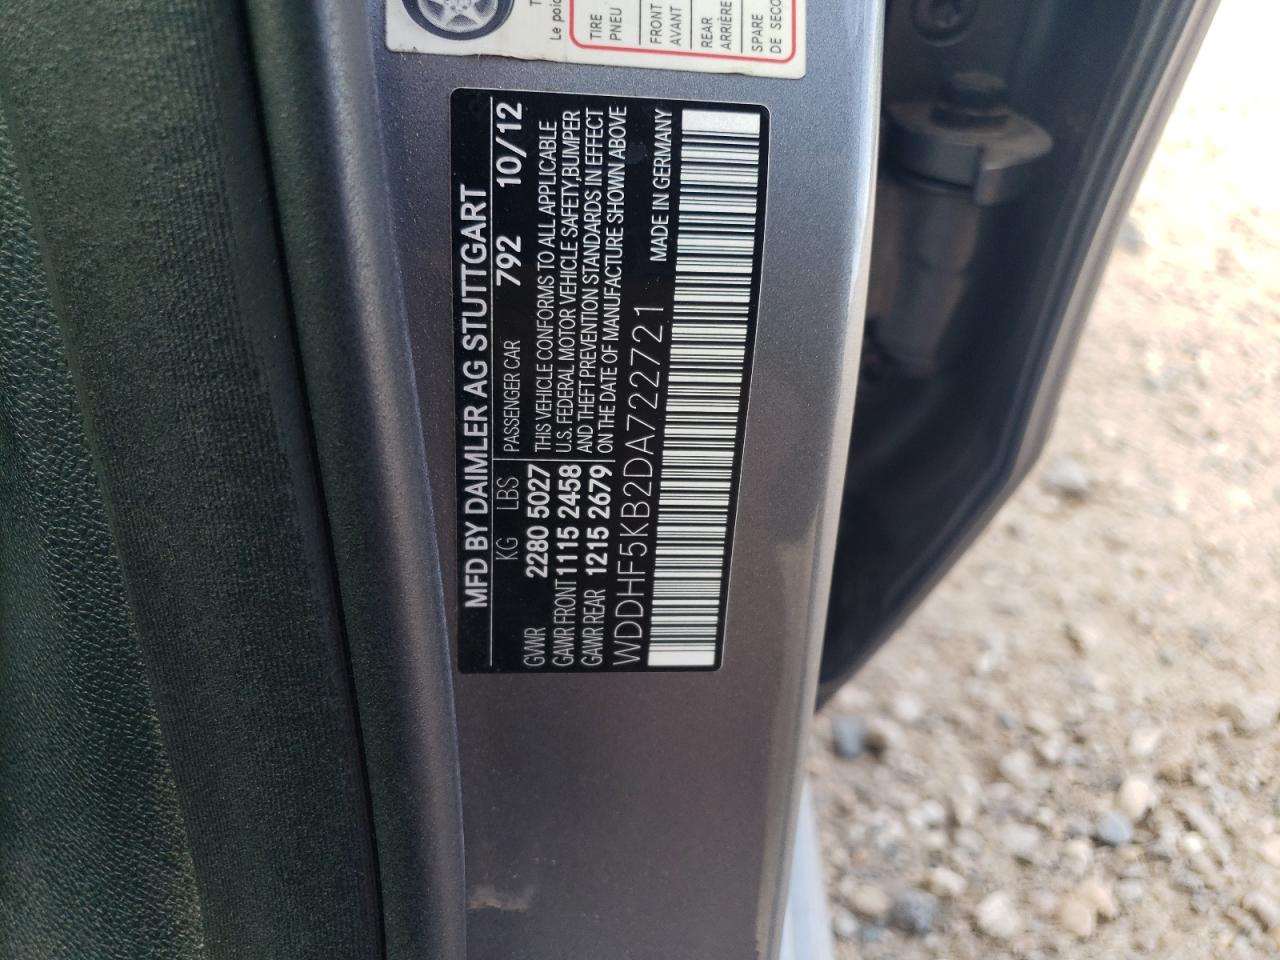 T
Le poid
TIRE
PNEU
FRONT
AVANT
REAR
ARRIÈRE
SPARE
DE SECO
MFD BY DAIMLER AG STUTTGART
KG LBS PASSENGER CAR 792 10/12
GVWR 2280 5027 THIS VEHICLE CONFORMS TO ALL APPLICABLE
GAWR FRONT 1115 2458 U.S. FEDERAL MOTOR VEHICLE SAFETY,BUMPER
GAWR REAR 1215 2679 AND THEFT PREVENTION STANDARDS IN EFFECT
ON THE DATE OF MANUFACTURE SHOWN ABOVE
WDDHF5KB2DA722721 MADE IN GERMANY